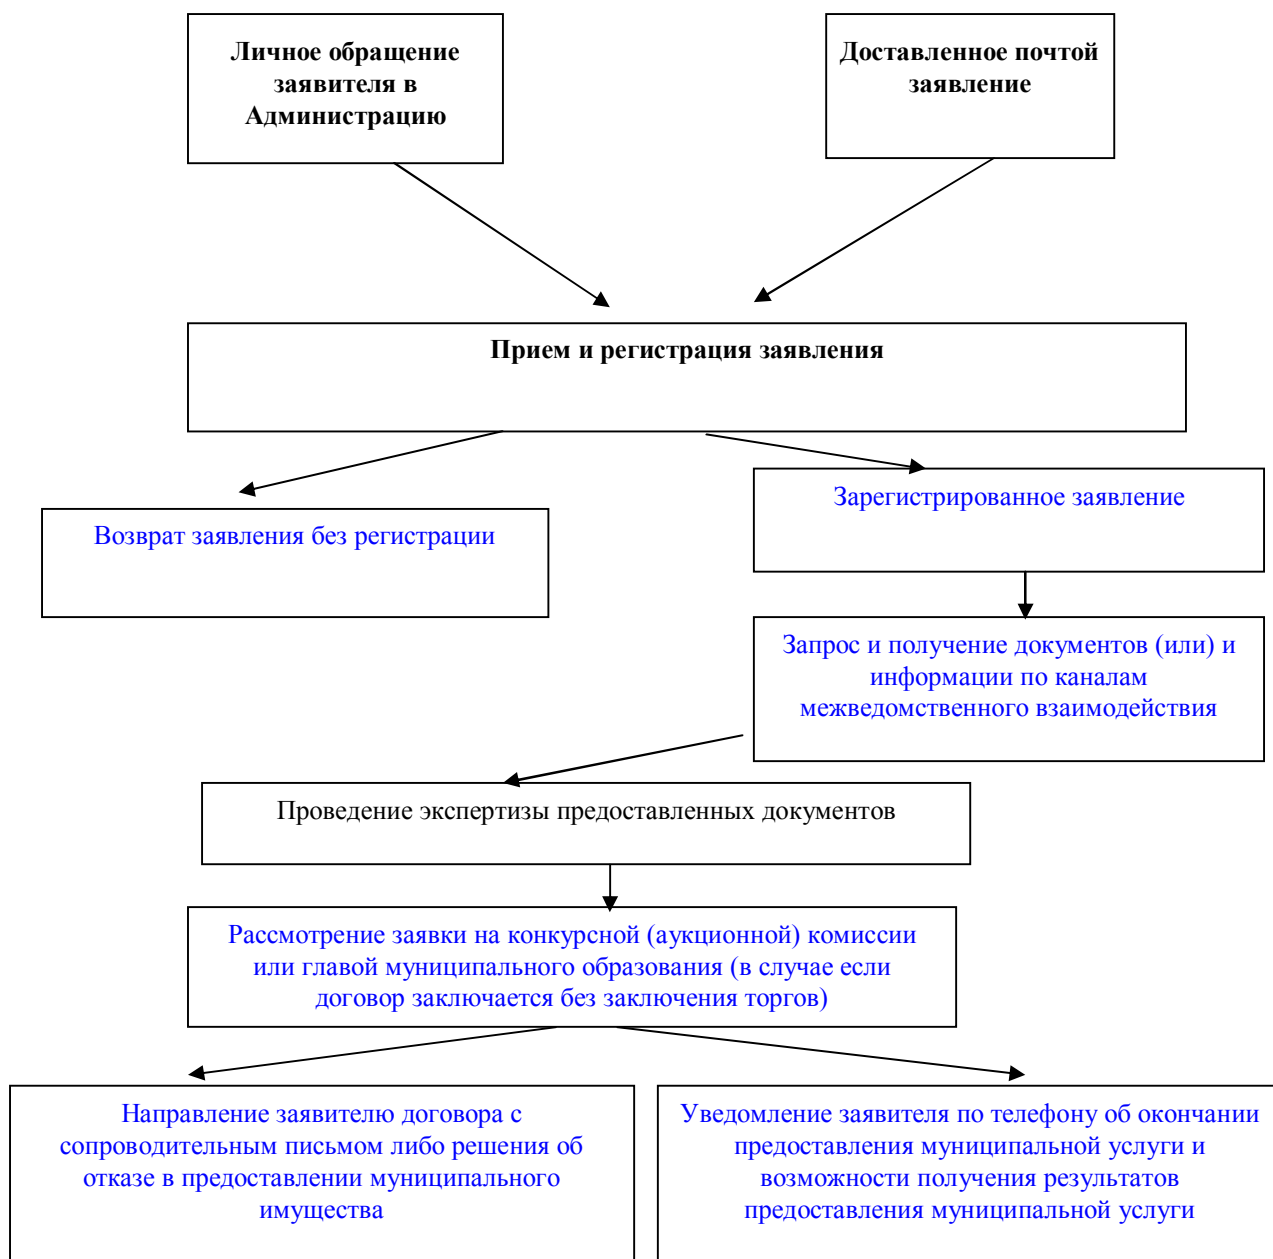 Личное обращение
заявителя в
Администрацию
Доставленное почтой
заявление
Прием и регистрация заявления
Зарегистрированное заявление
Возврат заявления без регистрации
Запрос и получение документов (или) и
информации по каналам
межведомственного взаимодействия
Проведение экспертизы предоставленных документов
Рассмотрение заявки на конкурсной (аукционной) комиссии
или главой муниципального образования (в случае если
договор заключается без заключения торгов)
Направление заявителю договора с
сопроводительным письмом либо решения об
отказе в предоставлении муниципального
имущества
Уведомление заявителя по телефону об окончании
предоставления муниципальной услуги и
возможности получения результатов
предоставления муниципальной услуги